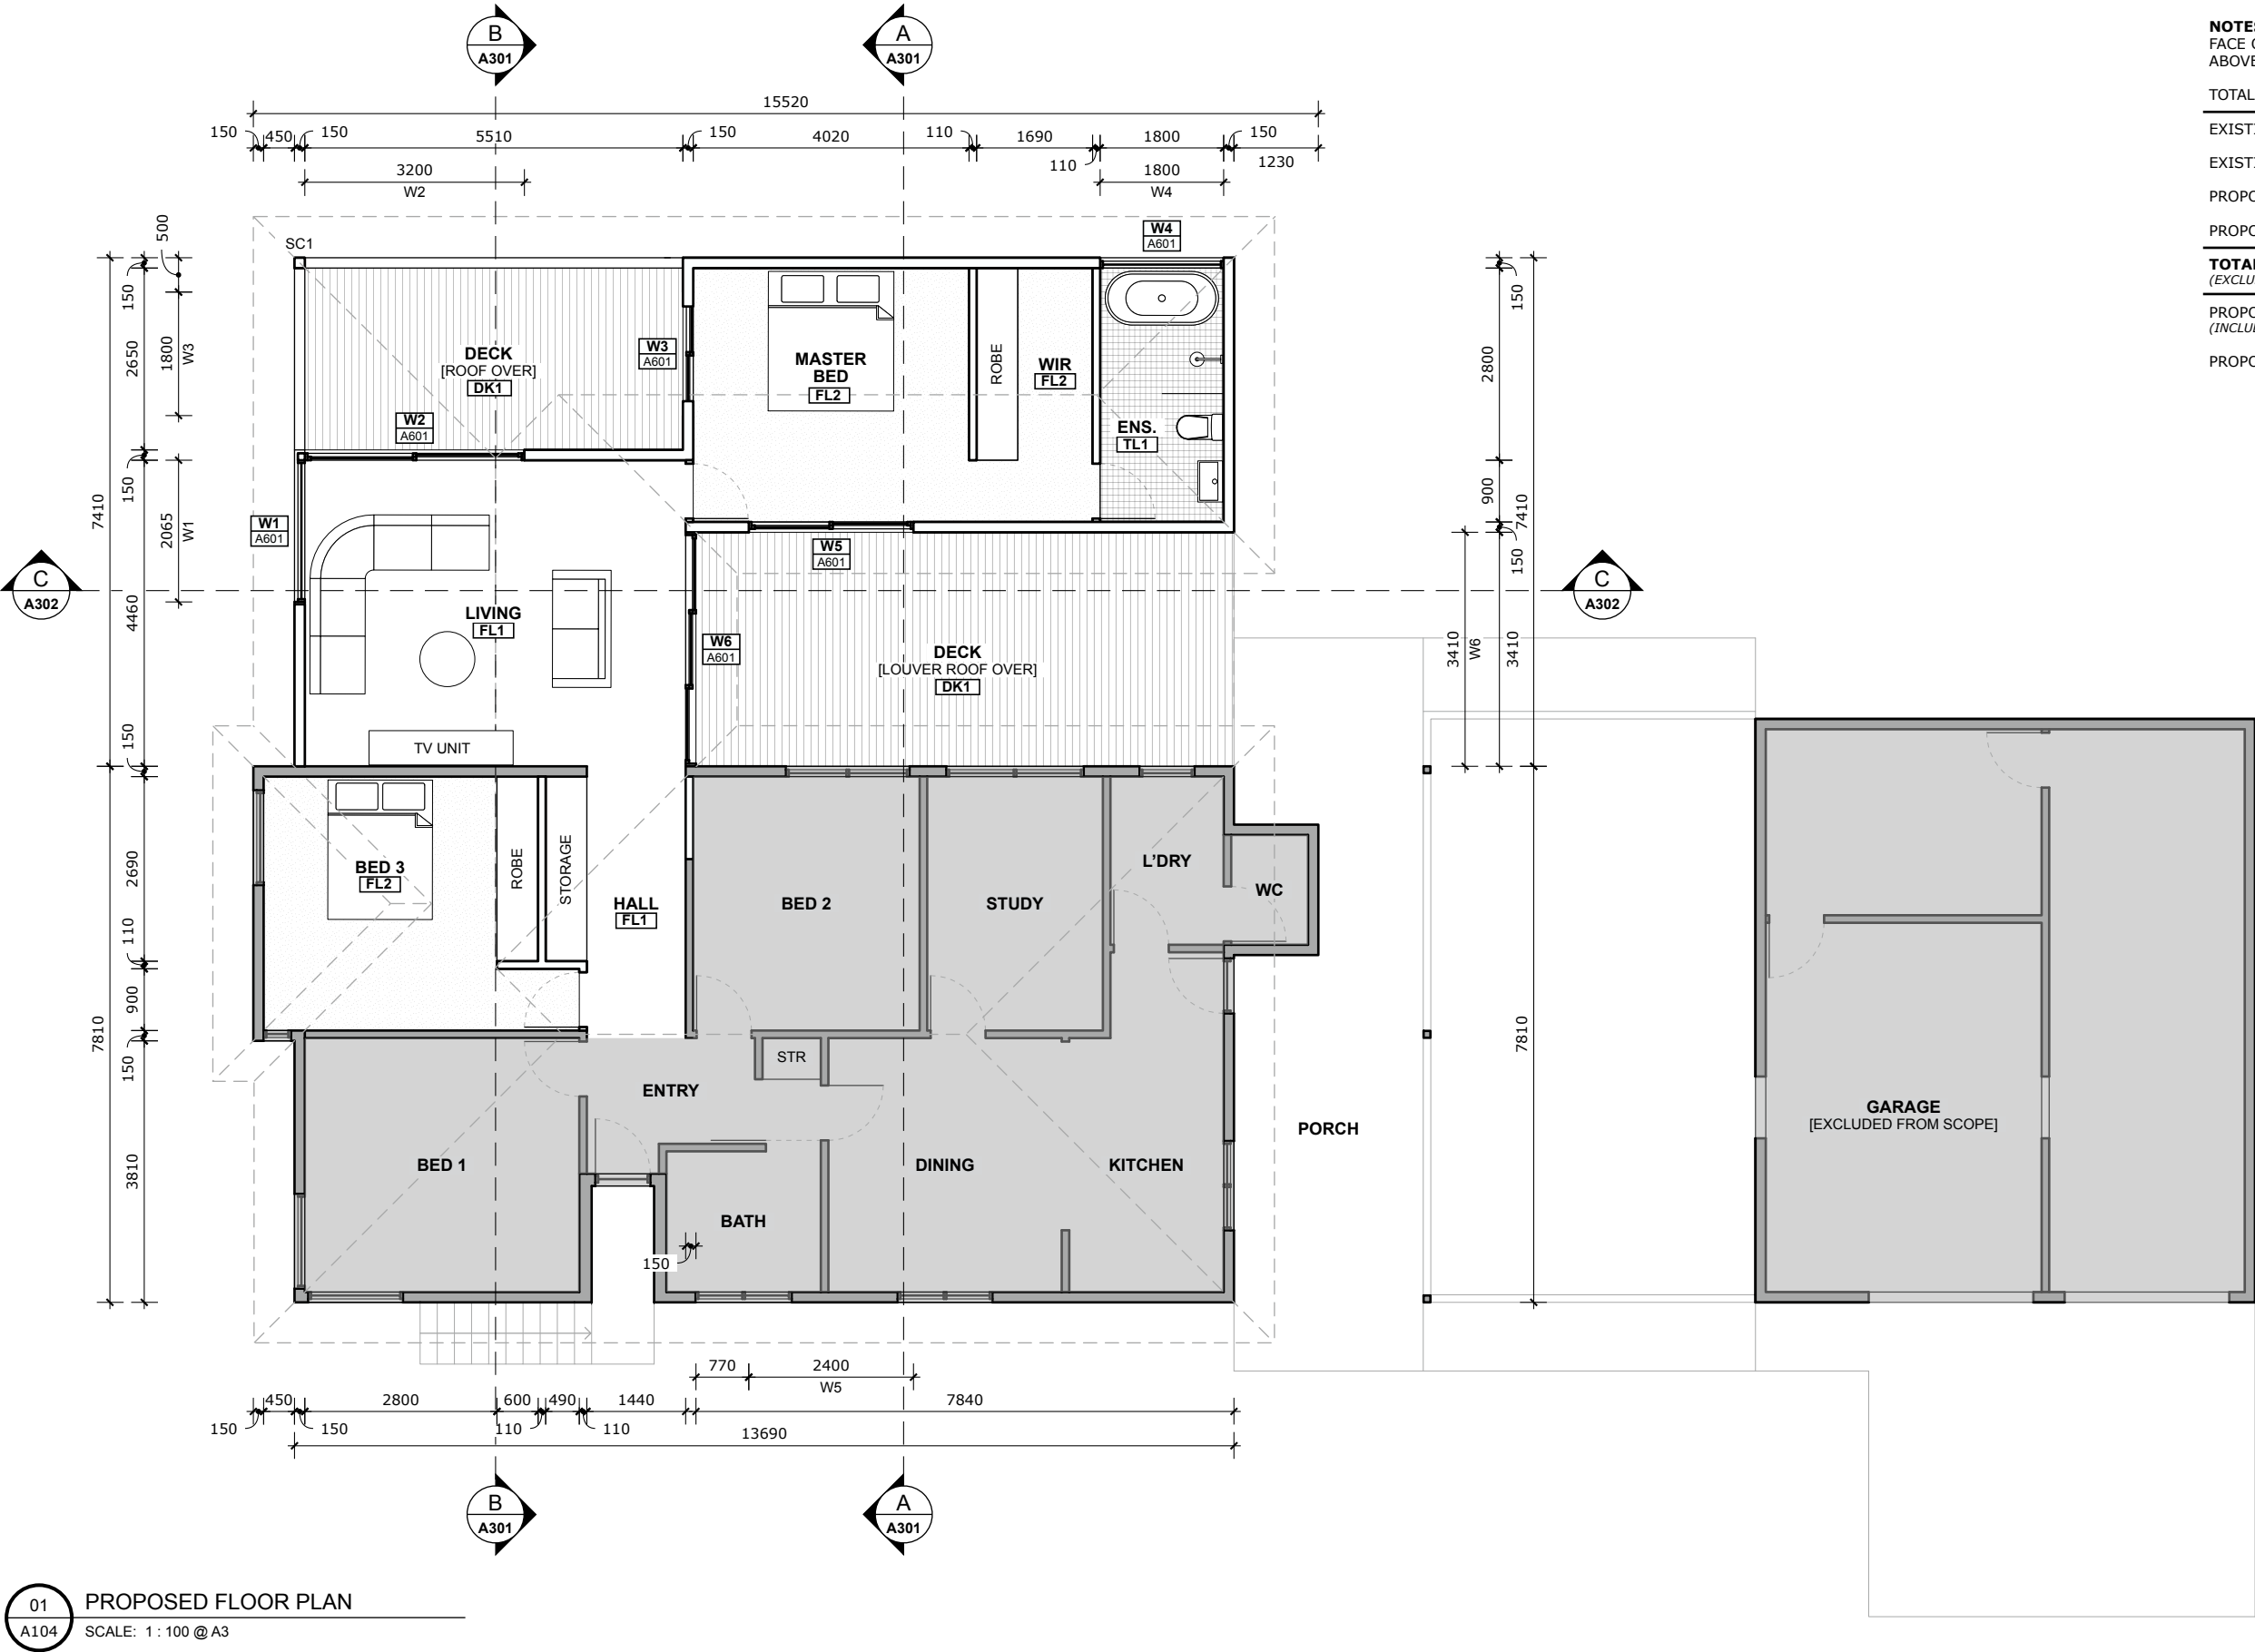 B
A301
A
A301
NOTES
FACE
ABOVE
TOTAL
EXIST
EXIST
PROPO
PROPO
TOTAL
(EXCLU
PROPO
(INCLU
PROPO
15520
150
450
150
5510
150
4020
110
1690
110
1800
150
1230
3200
W2
1800
W4
500
150
2650
1800
W3
150
7410
2065
W1
4460
150
2690
110
900
7810
150
3810
SC1
W4
A601
DECK
[ROOF OVER]
DK1
W3
A601
MASTER
BED
FL2
ROBE
WIR
FL2
W2
A601
ENS.
TL1
W1
A601
W5
A601
C
A302
C
A302
LIVING
FL1
W6
A601
DECK
[LOUVER ROOF OVER]
DK1
TV UNIT
150
2800
900
7410
150
3410
W6
3410
7810
BED 3
FL2
ROBE
STORAGE
HALL
FL1
BED 2
STUDY
L'DRY
WC
STR
ENTRY
BED 1
BATH
150
DINING
KITCHEN
PORCH
GARAGE
[EXCLUDED FROM SCOPE]
770
2400
W5
450
2800
600
490
1440
7840
150
150
110
110
13690
B
A301
A
A301
01
A104
PROPOSED FLOOR PLAN
SCALE: 1 : 100 @ A3